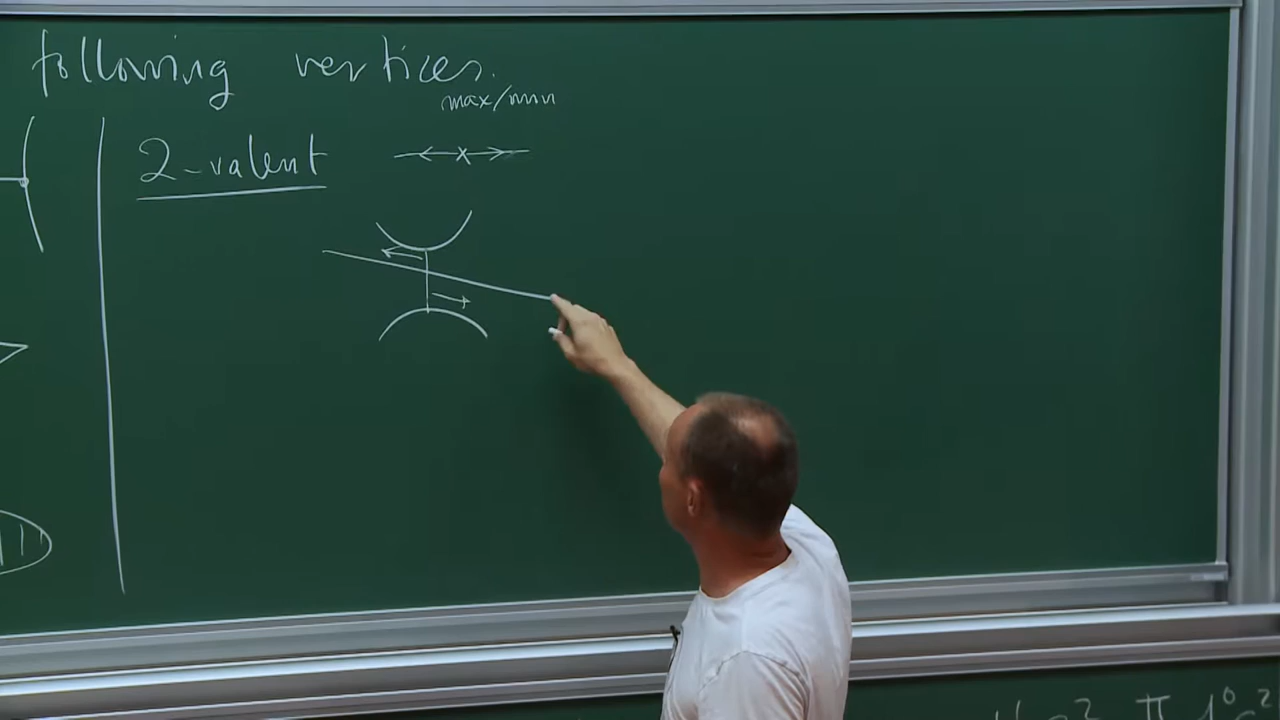 following vertices.
max/min
2-valent